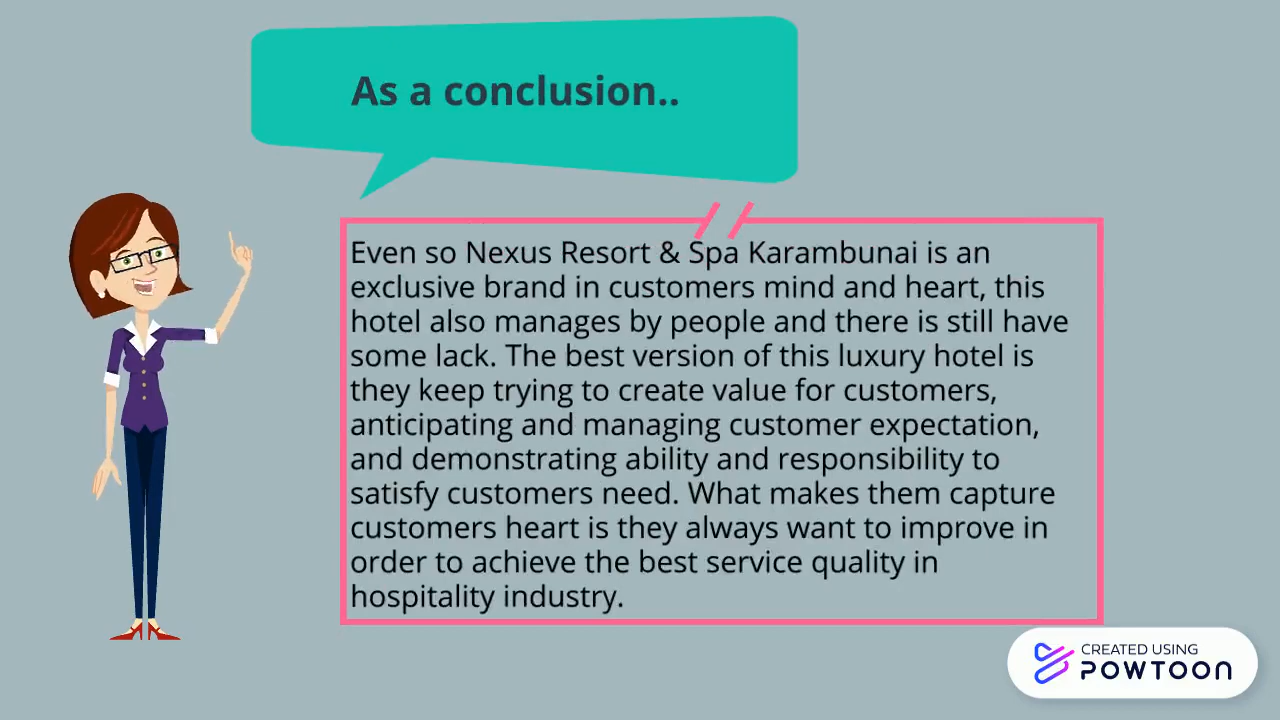 As a conclusion..
Even so Nexus Resort & Spa Karambunai is an
exclusive brand in customers mind and heart, this
hotel also manages by people and there is still have
some lack. The best version of this luxury hotel is
they keep trying to create value for customers,
anticipating and managing customer expectation,
and demonstrating ability and responsibility to
satisfy customers need. What makes them capture
customers heart is they always want to improve in
order to achieve the best service quality in
hospitality industry.
CREATED USING
POWTOON